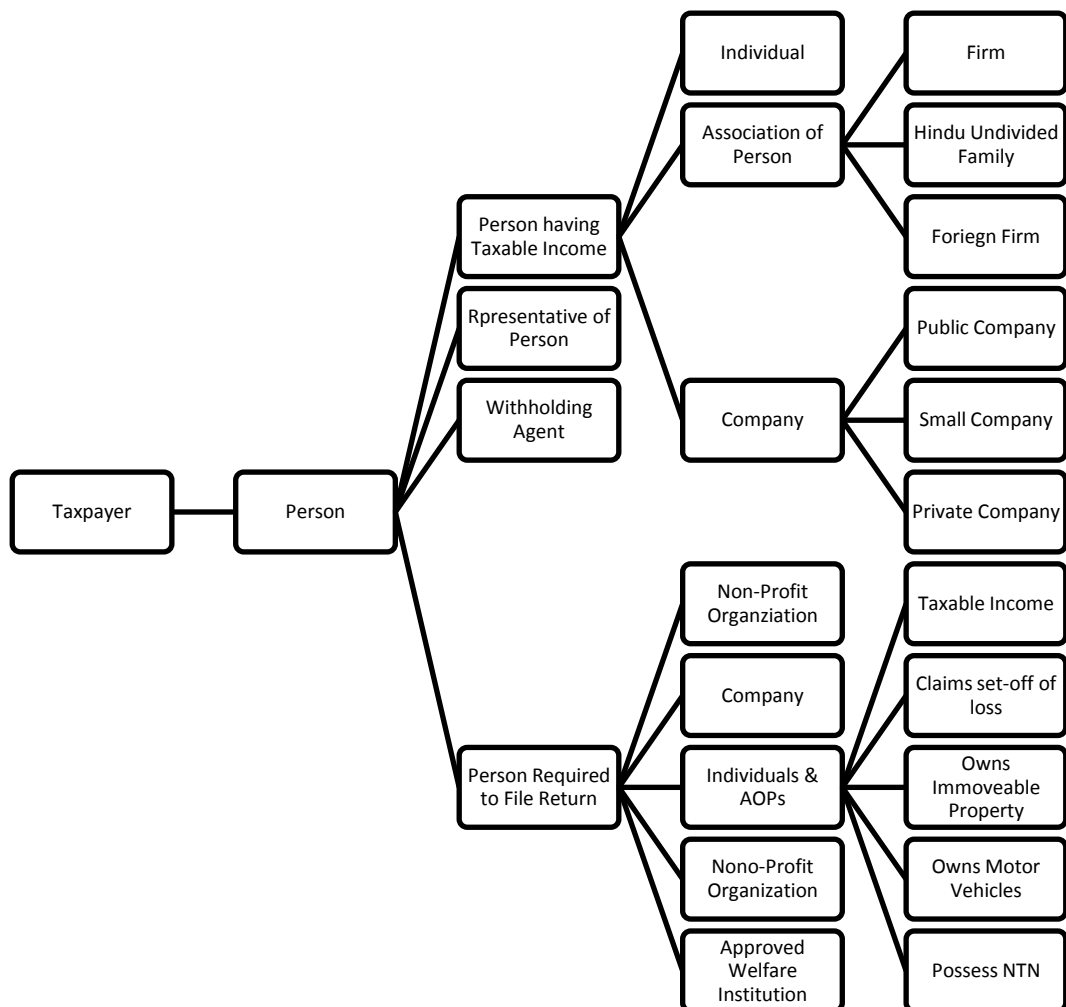 Individual
Firm
Association of
Person
Hindu Undivided
Family
Person having
Taxable Income
Foriegn Firm
Rpresentative of
Person
Public Company
Withholding
Agent
Company
Small Company
Taxpayer
Person
Private Company
Non-Profit
Organziation
Taxable Income
Company
Claims set-off of
loss
Person Required
to File Return
Individuals &
AOPs
Owns
Immoveable
Property
Nono-Profit
Organization
Owns Motor
Vehicles
Approved
Welfare
Institution
Possess NTN